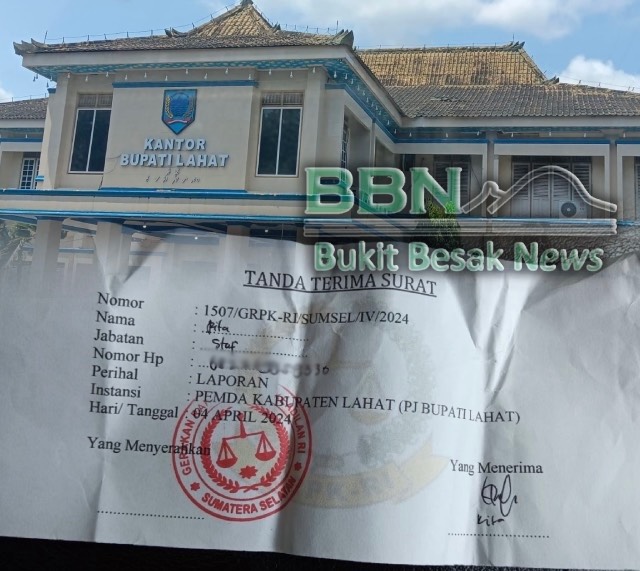 KANTOR
BUPATI LAHAT
BBN
Bukit Besak News
TANDA TERIMA SURAT
Nomor : 1507/GRPK-RI/SUMSEL/IV/2024
Nama :
Jabatan : Staf
Nomor Hp :
Perihal : LAPORAN
Instansi : PEMDA KABUPATEN LAHAT (PJ BUPATI LAHAT)
Hari/ Tanggal : 04 APRIL 2024
Yang Menyerahkan
Yang Menerima
SUMATERA SELATAN